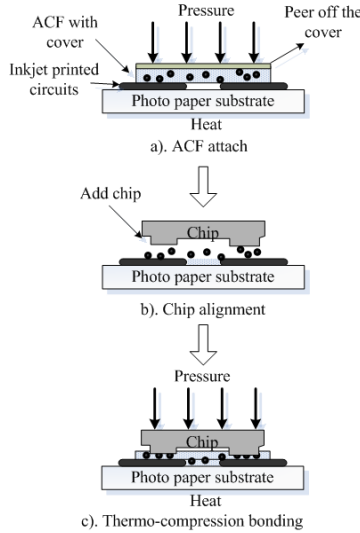 Pressure
ACF with
cover
Peer off the
cover
Inkjet printed
circuits
Photo paper substrate
Heat
a). ACF attach
Add chip
Chip
Photo paper substrate
b). Chip alignment
Pressure
Chip
Photo paper substrate
Heat
c). Thermo-compression bonding